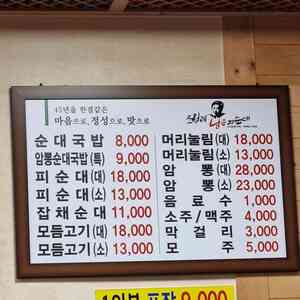 45년을 한결같은
마음으로, 정성으로, 맛으로
순대국밥 8,000
암뽕순대국밥(특) 9,000
피순대(대) 18,000
피순대(소) 13,000
잡채순대 11,000
모듬고기(대) 18,000
모듬고기(소) 13,000
머리눌림(대) 18,000
머리눌림(소) 13,000
암뽕(대) 28,000
암뽕(소) 23,000
음료수 1,000
소주/맥주 4,000
막걸리 3,000
모주 5,000
9,000